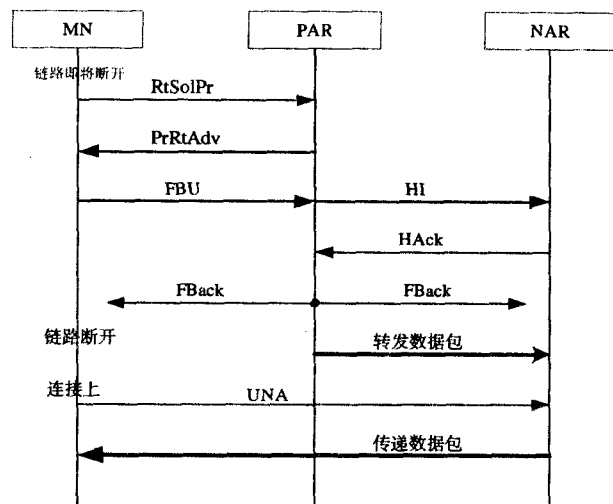 MN PAR NAR
链路即将断开
RtSolPr
PrRtAdv
FBU HI
HAck
FBack FBack
链路断开
转发数据包
连接上
UNA
传递数据包